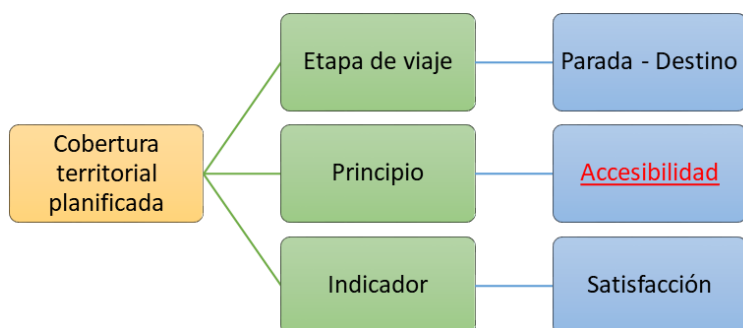 Etapa de viaje
Parada - Destino
Cobertura
territorial
planificada
Principio
Accesibilidad
Indicador
Satisfacción